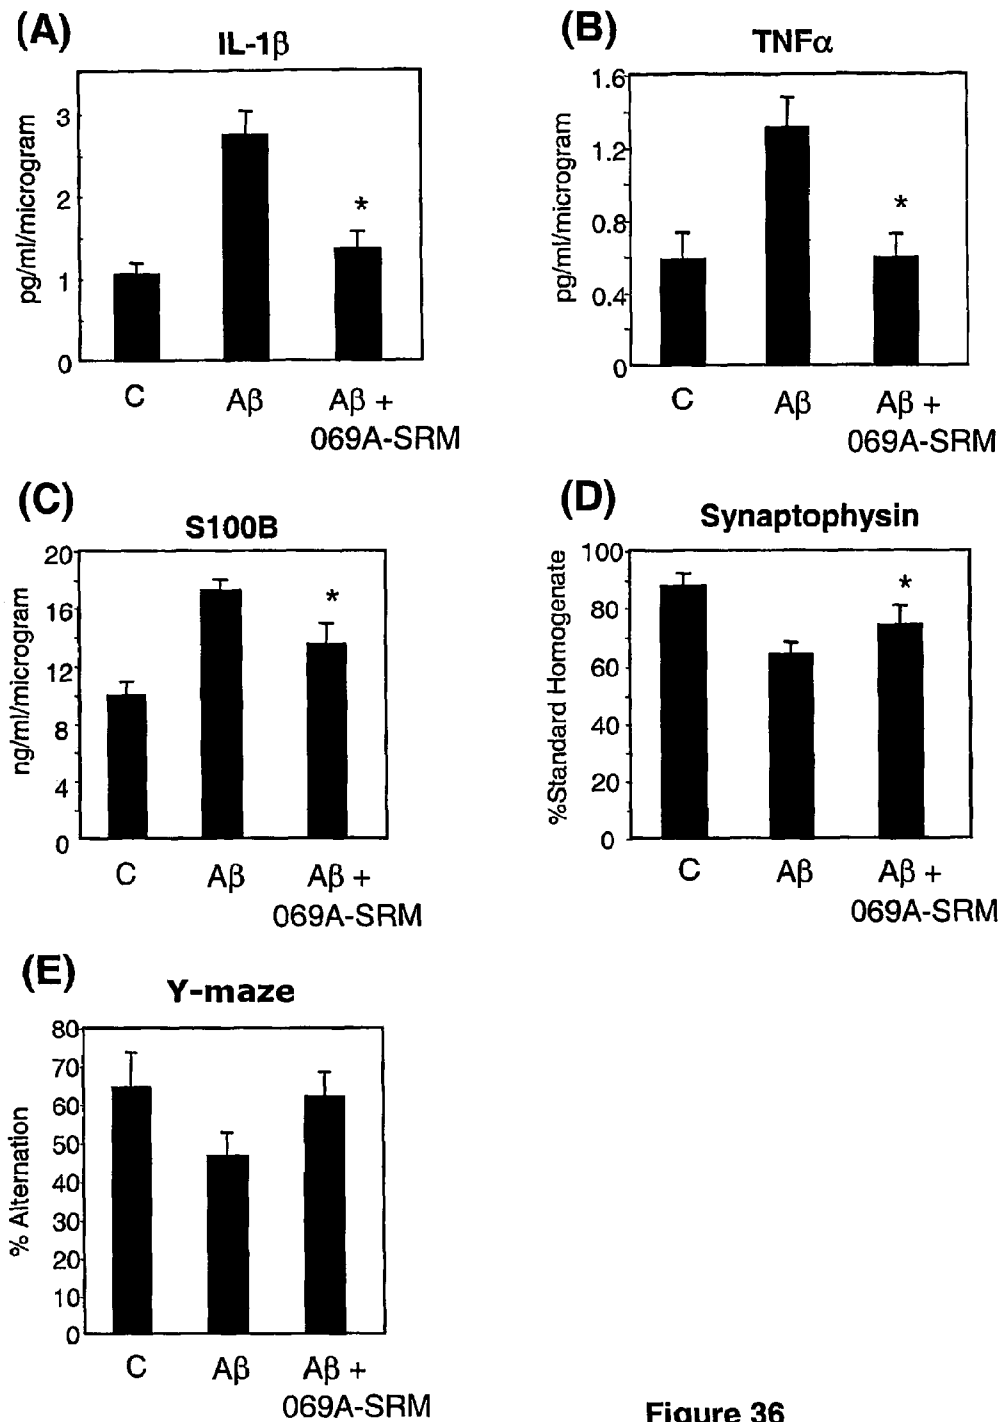 (A)
IL-1β
pg/ml/microgram
3
2
1
0
C
Aβ
Aβ +
069A-SRM
*
(B)
TNFα
pg/ml/microgram
1.6
1.2
0.8
0.4
0
C
Aβ
Aβ +
069A-SRM
*
(C)
S100B
ng/ml/microgram
20
16
12
8
4
0
C
Aβ
Aβ +
069A-SRM
*
(D)
Synaptophysin
%Standard Homogenate
100
80
60
40
20
0
C
Aβ
Aβ +
069A-SRM
*
(E)
Y-maze
% Alternation
80
70
60
50
40
30
20
10
0
C
Aβ
Aβ +
069A-SRM
Figure 36